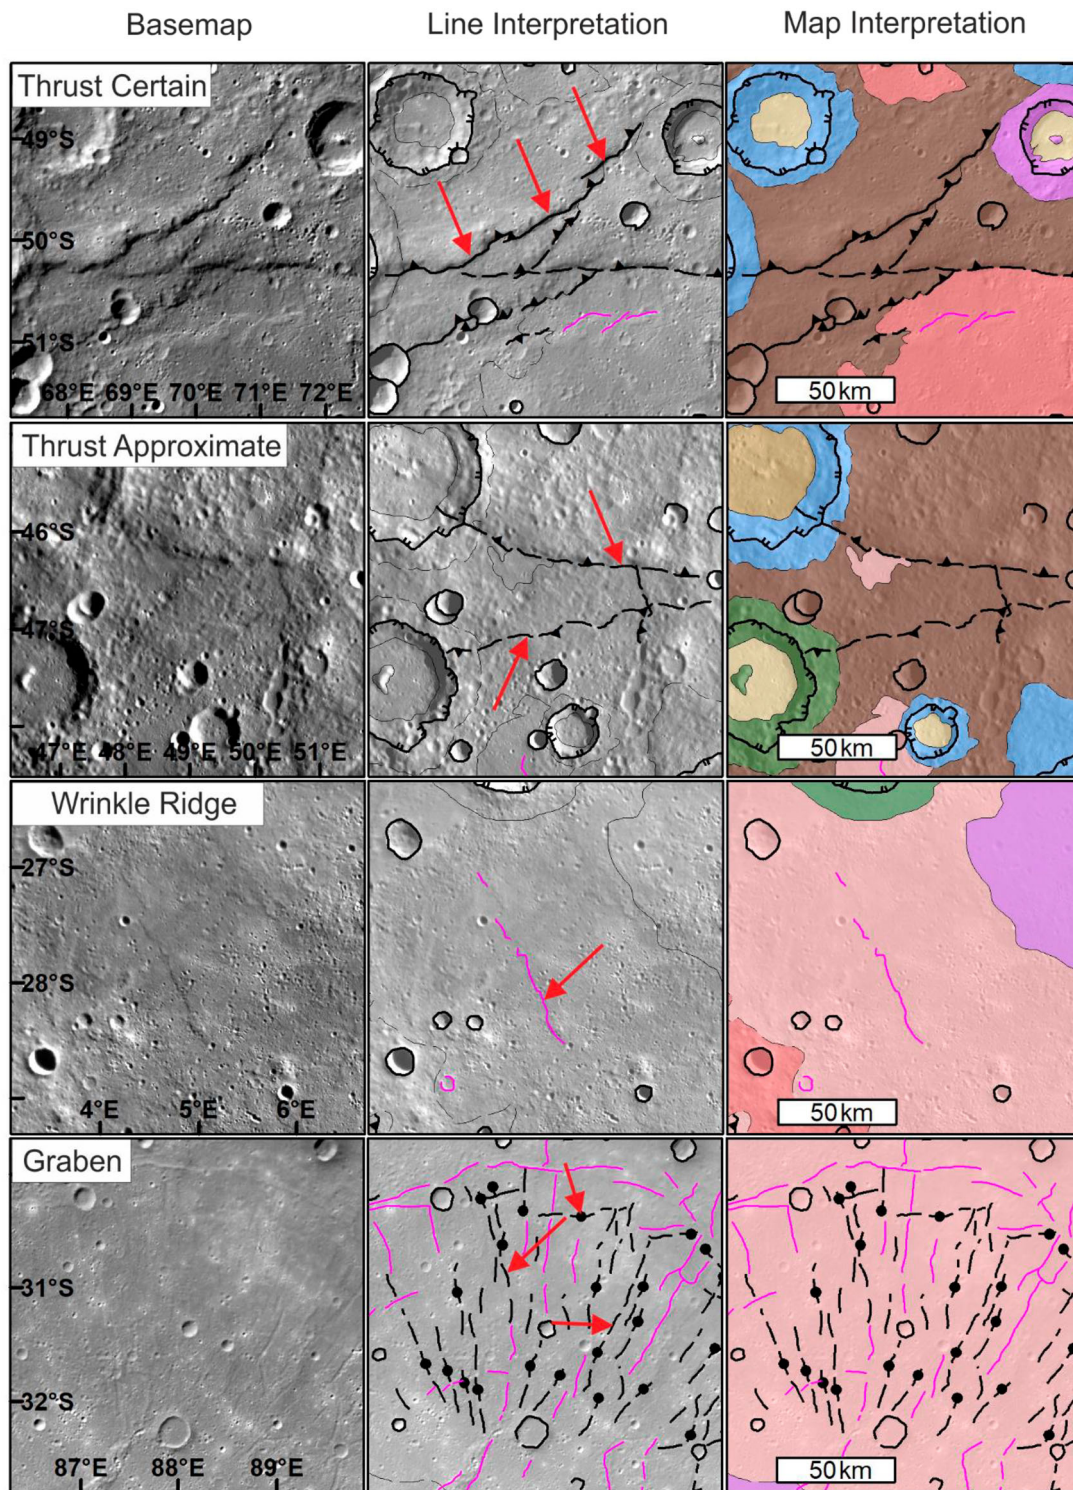 Basemap Line Interpretation Map Interpretation
Thrust Certain
49°S
50°S
51°S
68°E 69°E 70°E 71°E 72°E
50 km
Thrust Approximate
46°S
47°S
47°E 48°E 49°E 50°E 51°E
50 km
Wrinkle Ridge
27°S
28°S
4°E 5°E 6°E
50 km
Graben
31°S
32°S
87°E 88°E 89°E
50 km